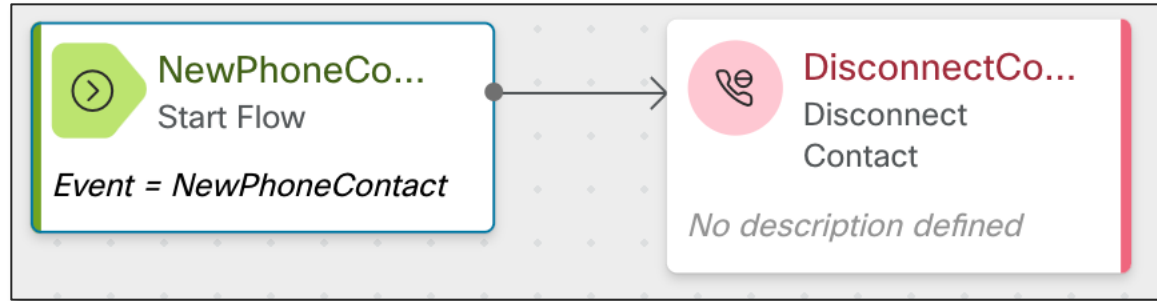 NewPhoneCo...
Start Flow
Event = NewPhoneContact
DisconnectCo...
Disconnect
Contact
No description defined